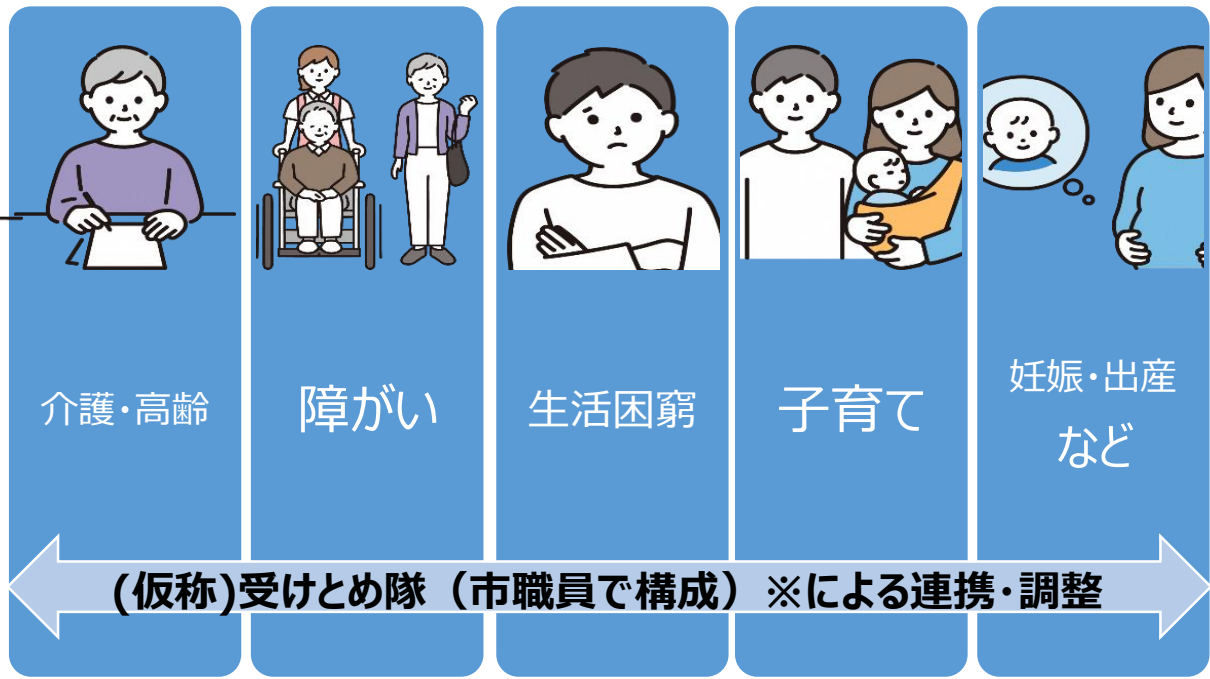 介護・高齢
障がい
生活困窮
子育て
妊娠・出産
など
(仮称)受けとめ隊（市職員で構成）※による連携・調整